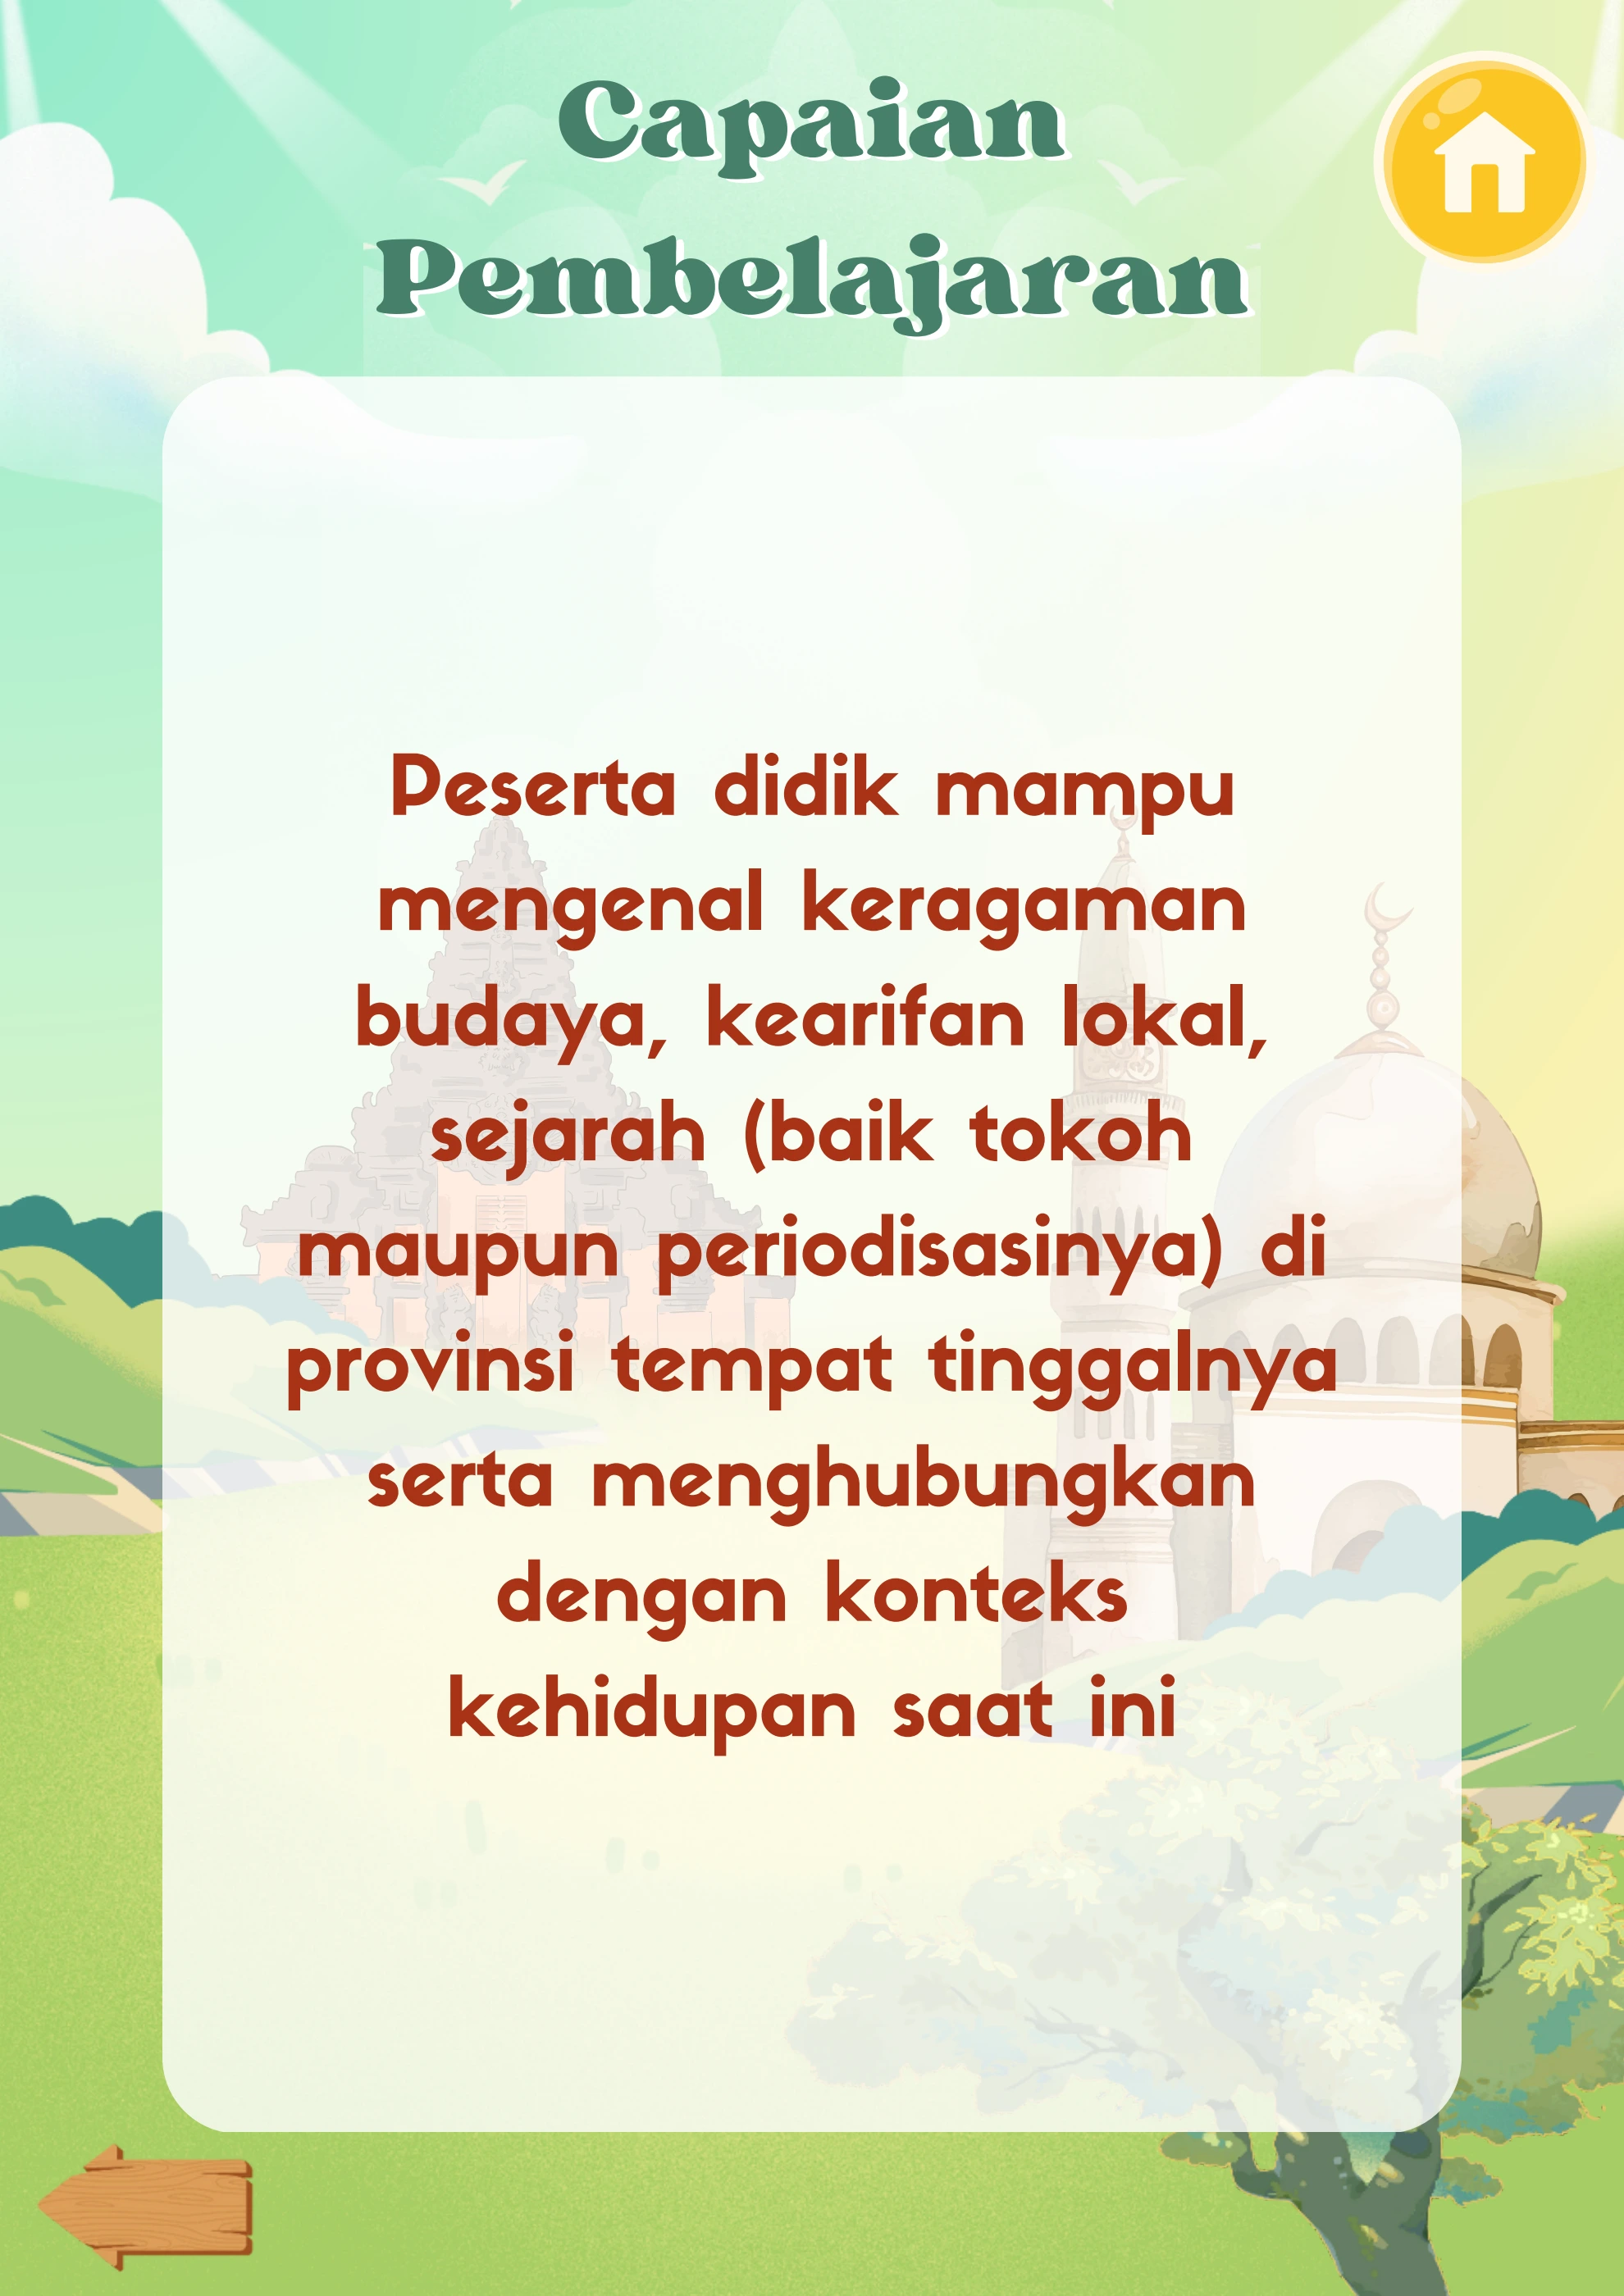 Capaian
Pembelajaran
Peserta didik mampu
mengenal keragaman
budaya, kearifan lokal,
sejarah (baik tokoh
maupun periodisasinya) di
provinsi tempat tinggalnya
serta menghubungkan
dengan konteks
kehidupan saat ini